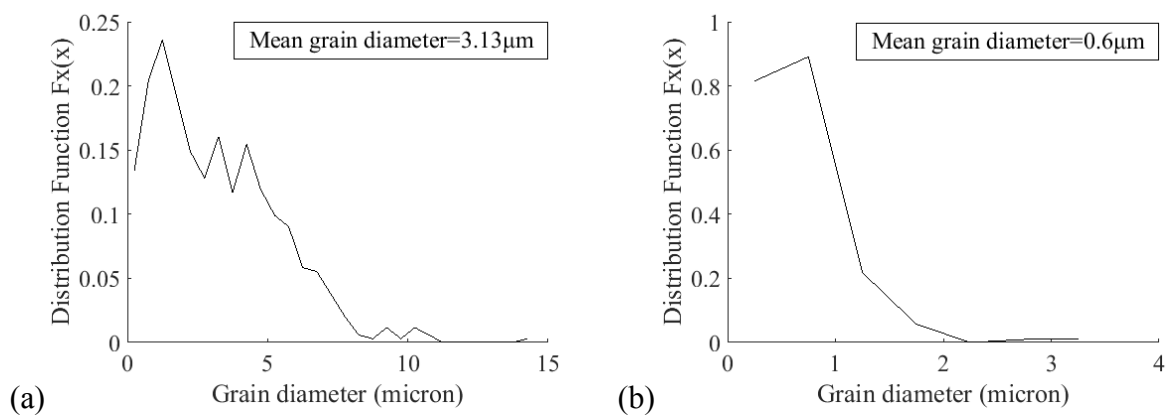 Mean grain diameter=3.13μm
Distribution Function Fx(x)
0.25
0.2
0.15
0.1
0.05
0
0 5 10 15
Grain diameter (micron)
(a)
Mean grain diameter=0.6μm
Distribution Function Fx(x)
1
0.8
0.6
0.4
0.2
0
0 1 2 3 4
Grain diameter (micron)
(b)